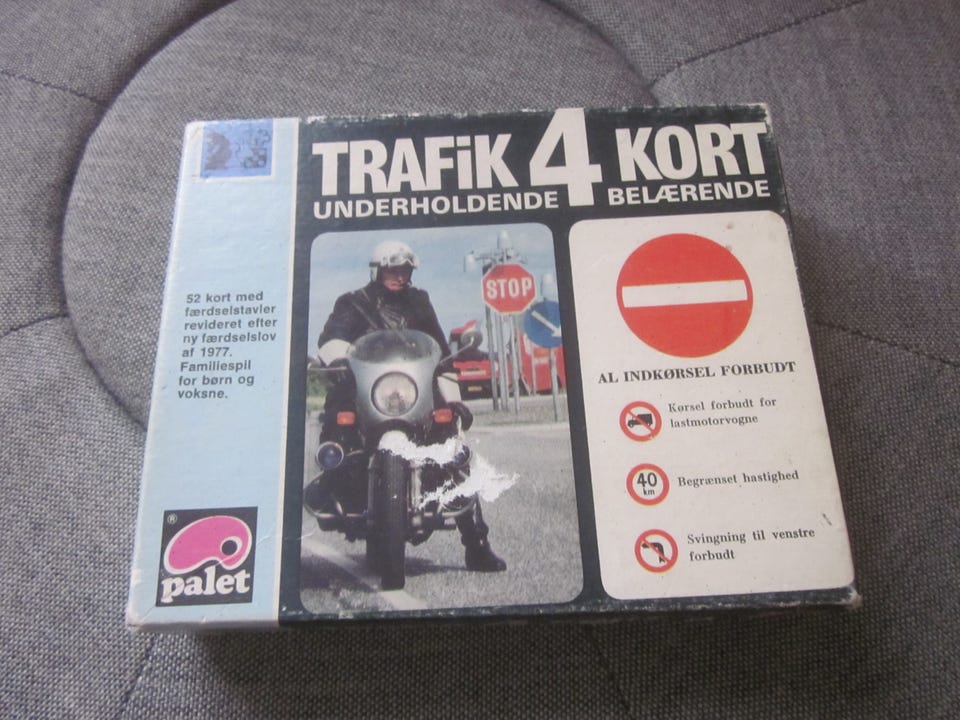 TRAFiK 4 KORT
UNDERHOLDENDE BELÆRENDE
52 kort med
færdselstavler
revideret efter
ny færdselslov
af 1977.
Familiespil
for børn og
voksne.
®
palet
STOP
AL INDKØRSEL FORBUDT
Kørsel forbudt for
lastmotorvogne
40
km
Begrænset hastighed
Svingning til venstre
forbudt